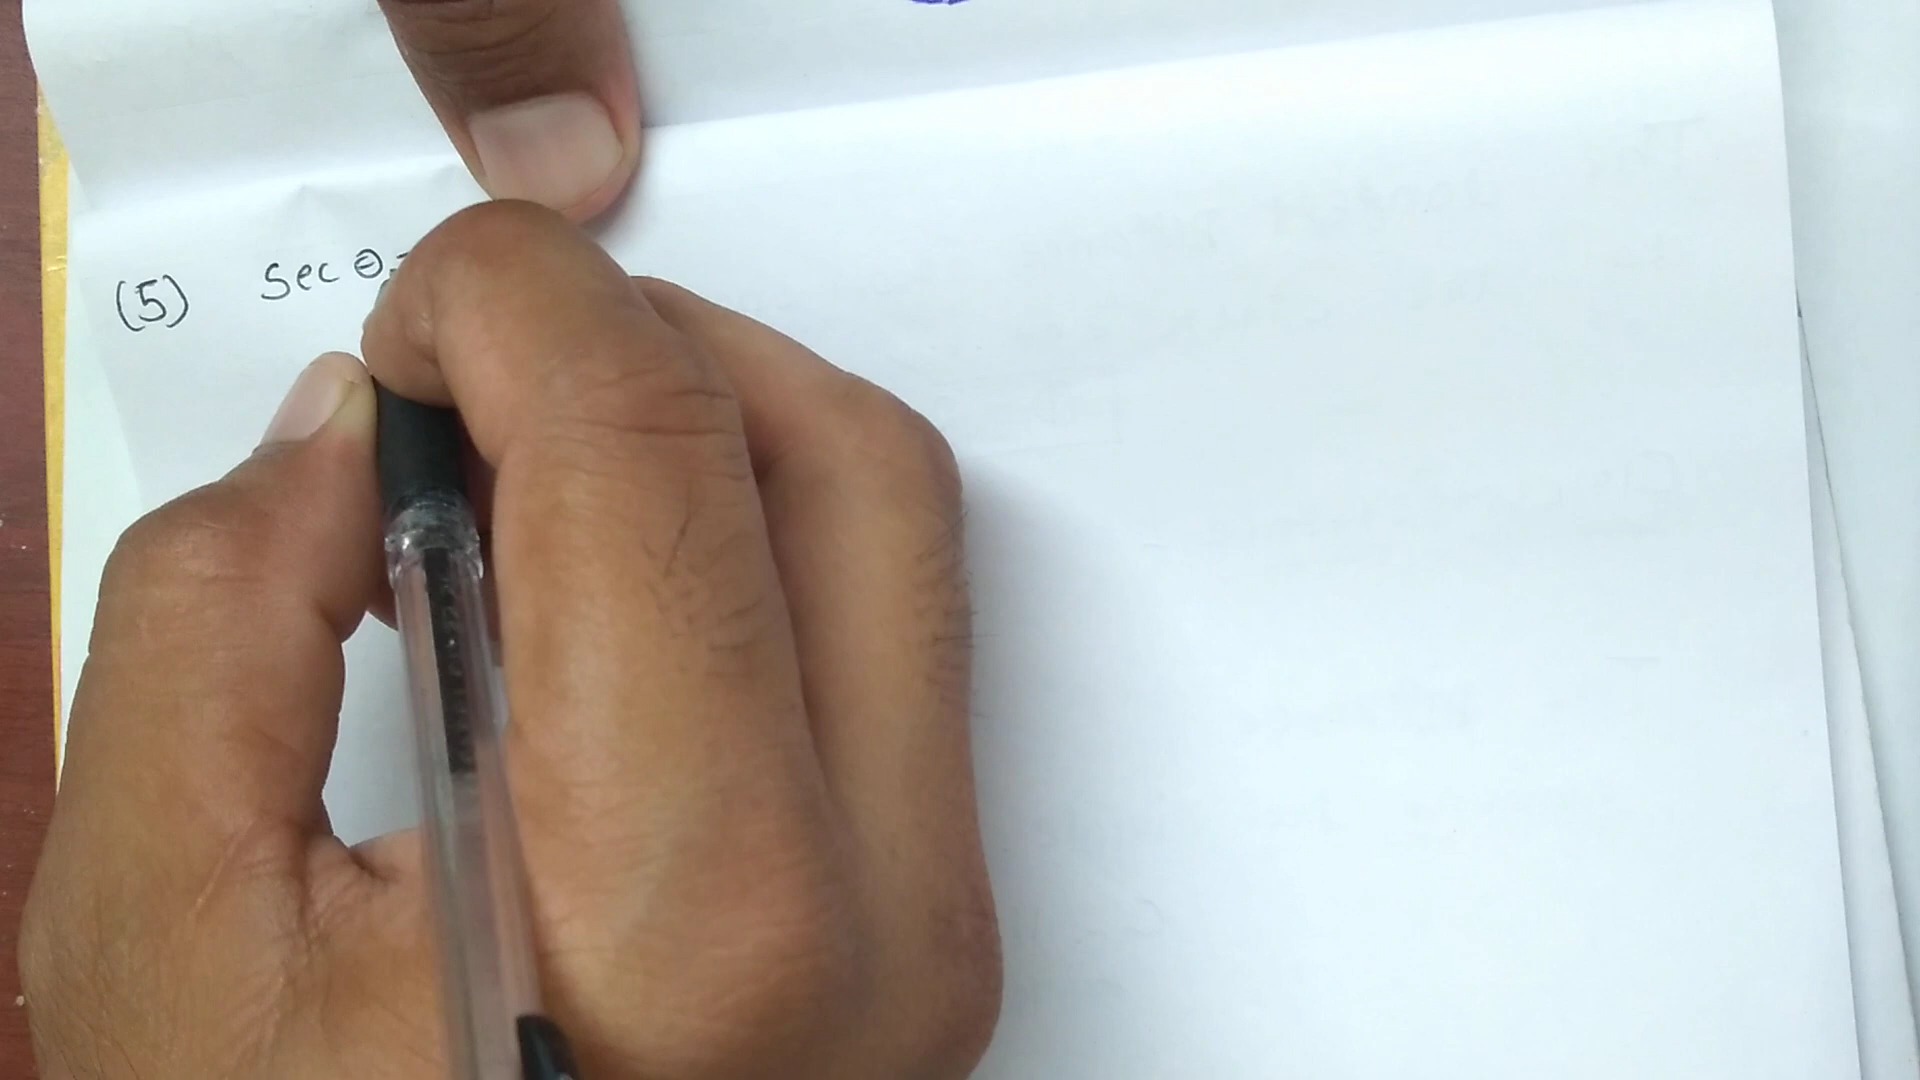 (5) Sec θ =